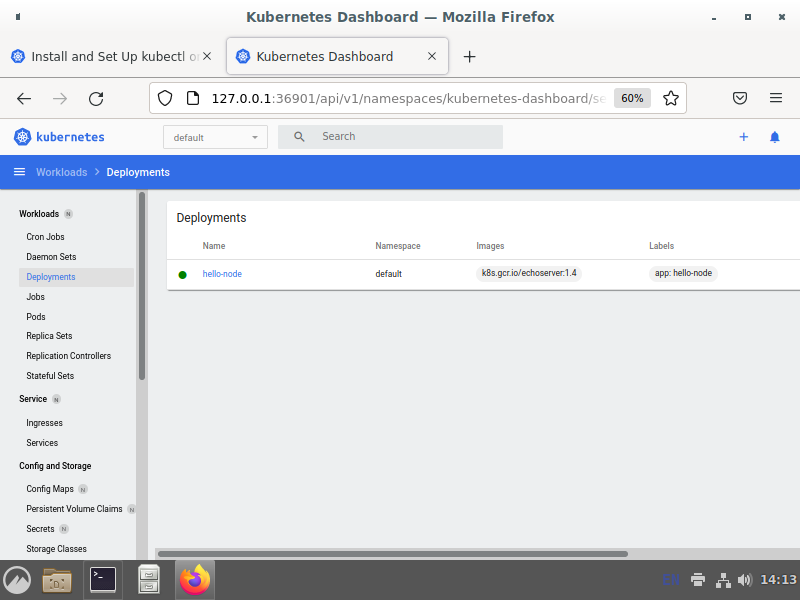 Kubernetes Dashboard — Mozilla Firefox
Install and Set Up kubectl on
Kubernetes Dashboard
127.0.0.1:36901/api/v1/namespaces/kubernetes-dashboard/se
60%
kubernetes
default
Search
Workloads > Deployments
Workloads N
Cron Jobs
Daemon Sets
Deployments
Jobs
Pods
Replica Sets
Replication Controllers
Stateful Sets
Service N
Ingresses
Services
Config and Storage
Config Maps N
Persistent Volume Claims N
Secrets N
Storage Classes
Deployments
Name Namespace Images Labels
hello-node default k8s.gcr.io/echoserver:1.4 app: hello-node
EN 14:13